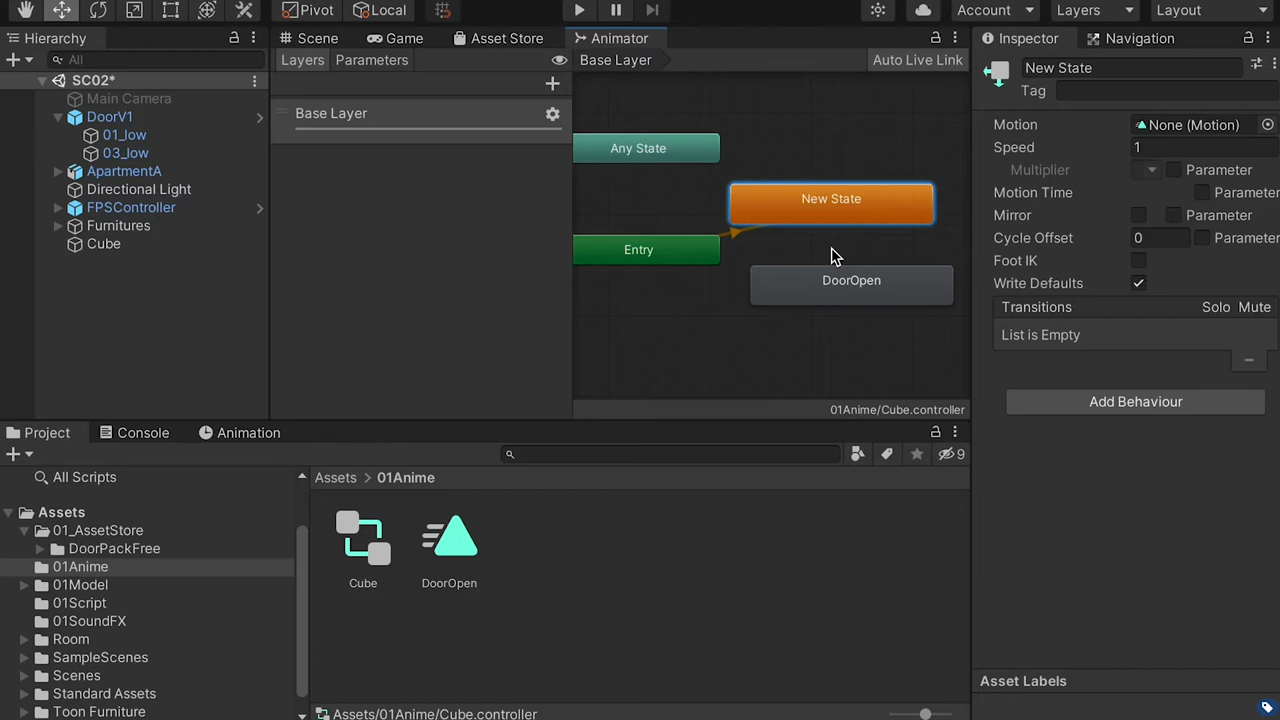 Pivot Local Account Layers Layout
Hierarchy Scene Game Asset Store Animator Inspector Navigation
All Layers Parameters Base Layer Auto Live Link New State
SC02* Tag
Main Camera
DoorV1 Base Layer Any State Motion None (Motion)
01_low Speed 1
03_low Multiplier Parameter
ApartmentA New State Motion Time Parameter
Directional Light Mirror Parameter
FPSController Entry Cycle Offset 0 Parameter
Furnitures Foot IK
Cube DoorOpen Write Defaults
Transitions Solo Mute
List is Empty
Add Behaviour
01Anime/Cube.controller
Project Console Animation
9
All Scripts Assets > 01Anime
Assets
01_AssetStore
DoorPackFree
01Anime Cube DoorOpen
01Model
01Script
01SoundFX
Room
SampleScenes
Scenes
Standard Assets Asset Labels
Toon Furniture Assets/01Anime/Cube.controller